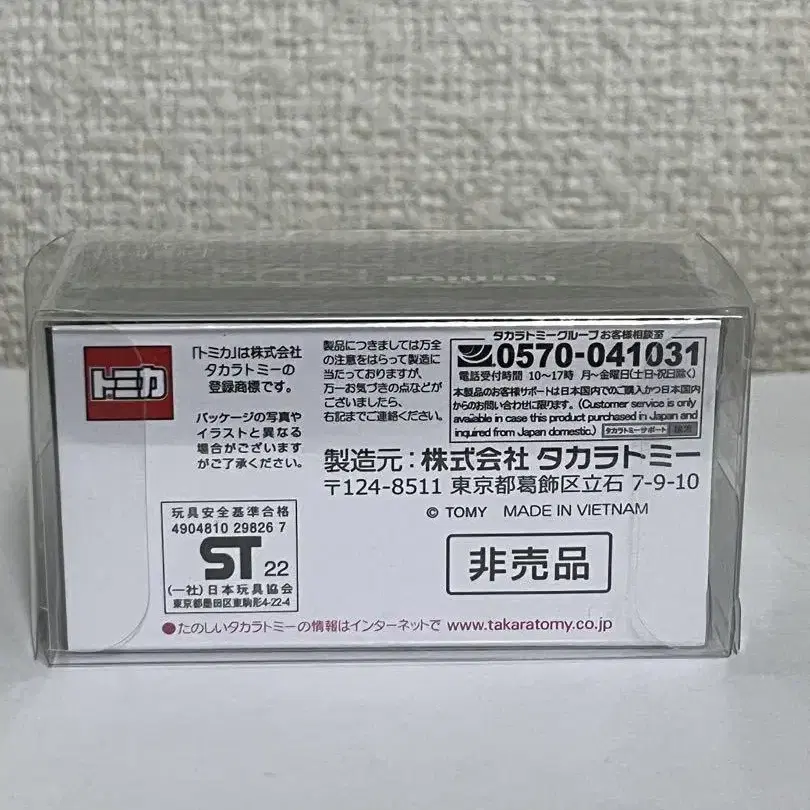 トミカ
「トミカ」は株式会社
タカラトミーの
登録商標です。
パッケージの写真や
イラストと異なる
場合がございます
がご了承ください。
製品につきましては万全
の注意をはらって製造に
当たっておりますが、
万一お気づきの点などが
ございましたら、
右記までご連絡ください。
タカラトミーグループお客様相談室
0570-041031
電話受付時間 10〜17時 月〜金曜日(土日・祝日除く)
本製品のお客様サポートは日本国内でのご購入かつ日本国内
からのお問い合わせに限ります。(Customer service is only
available in case this product purchased in Japan and
inquired from Japan domestic.)
タカラトミーサポート 検索
製造元:株式会社 タカラトミー
〒124-8511 東京都葛飾区立石 7-9-10
© TOMY MADE IN VIETNAM
玩具安全基準合格
4904810 29826 7
ST 22
(一社)日本玩具協会
東京都墨田区東駒形4-22-4
非売品
●たのしいタカラトミーの情報はインターネットで www.takaratomy.co.jp